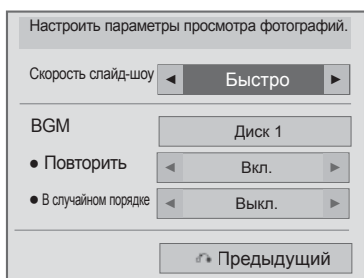 Настроить параметры просмотра фотографий.
Скорость слайд-шоу ◄ Быстро ►
BGM Диск 1
● Повторить ◄ Вкл. ►
● В случайном порядке ◄ Выкл. ►
Предыдущий